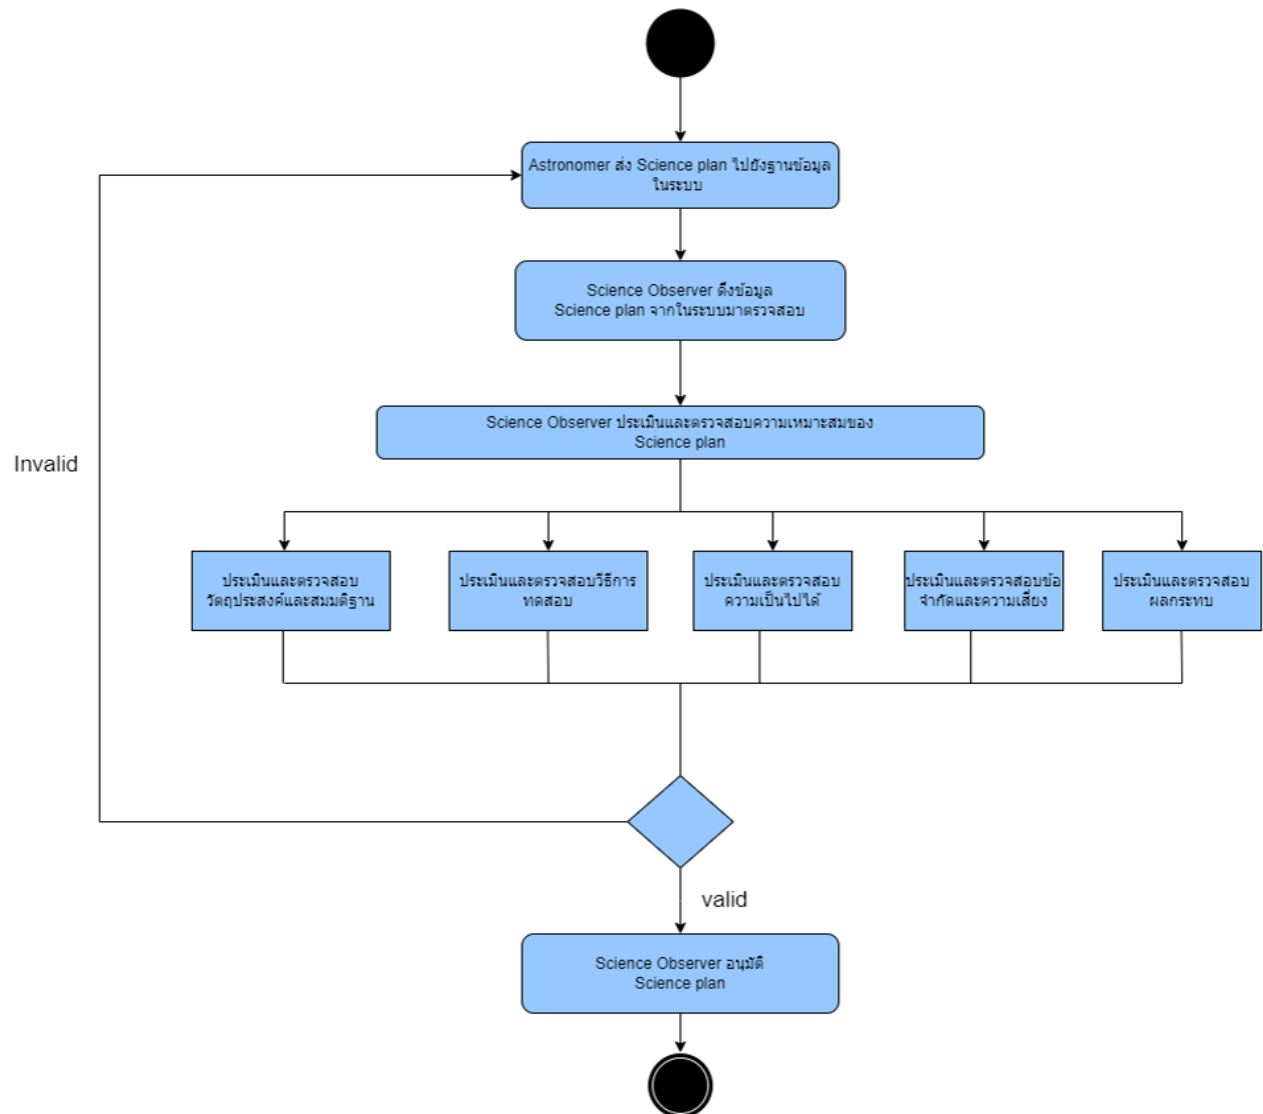 Astronomer ส่ง Science plan ไปยังฐานข้อมูล
ในระบบ
Science Observer ดึงข้อมูล
Science plan จากในระบบมาตรวจสอบ
Science Observer ประเมินและตรวจสอบความเหมาะสมของ
Science plan
Invalid
ประเมินและตรวจสอบ
วัตถุประสงค์และสมมติฐาน
ประเมินและตรวจสอบวิธีการ
ทดสอบ
ประเมินและตรวจสอบ
ความเป็นไปได้
ประเมินและตรวจสอบข้อ
จำกัดและความเสี่ยง
ประเมินและตรวจสอบ
ผลกระทบ
valid
Science Observer อนุมัติ
Science plan